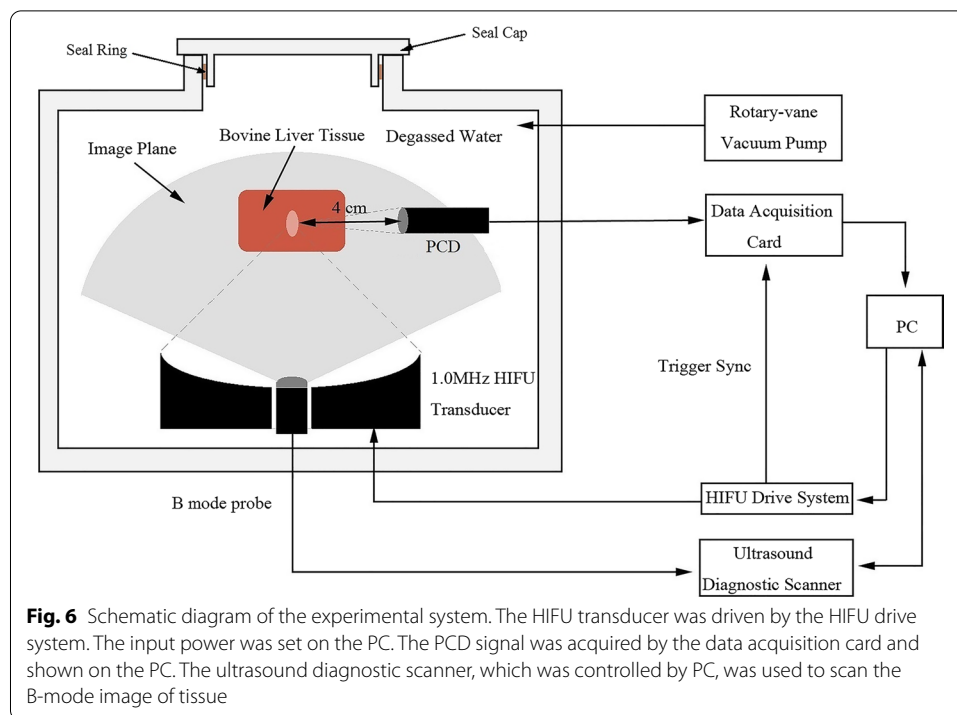 Seal Ring
Seal Cap
Rotary-vane
Vacuum Pump
Bovine Liver Tissue
Degassed Water
Image Plane
4 cm
PCD
Data Acquisition
Card
PC
Trigger Sync
1.0MHz HIFU
Transducer
B mode probe
HIFU Drive System
Ultrasound
Diagnostic Scanner
Fig. 6 Schematic diagram of the experimental system. The HIFU transducer was driven by the HIFU drive
system. The input power was set on the PC. The PCD signal was acquired by the data acquisition card and
shown on the PC. The ultrasound diagnostic scanner, which was controlled by PC, was used to scan the
B-mode image of tissue